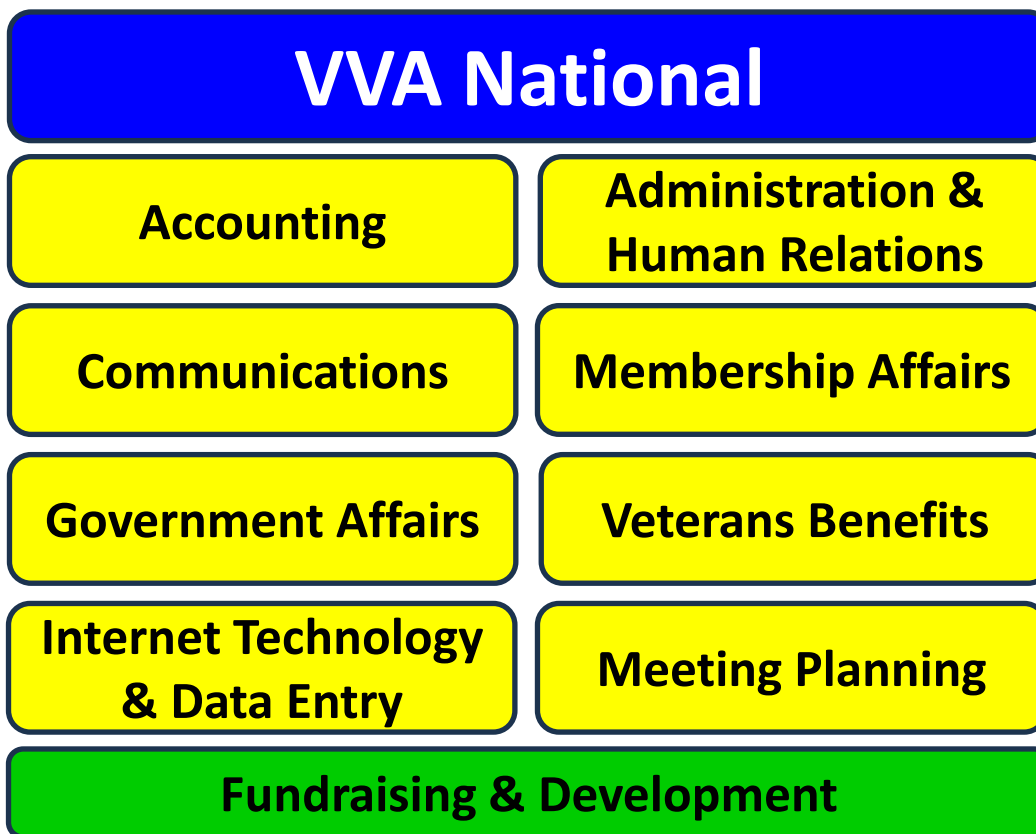 VVA National
Accounting
Administration &
Human Relations
Communications
Membership Affairs
Government Affairs
Veterans Benefits
Internet Technology
& Data Entry
Meeting Planning
Fundraising & Development